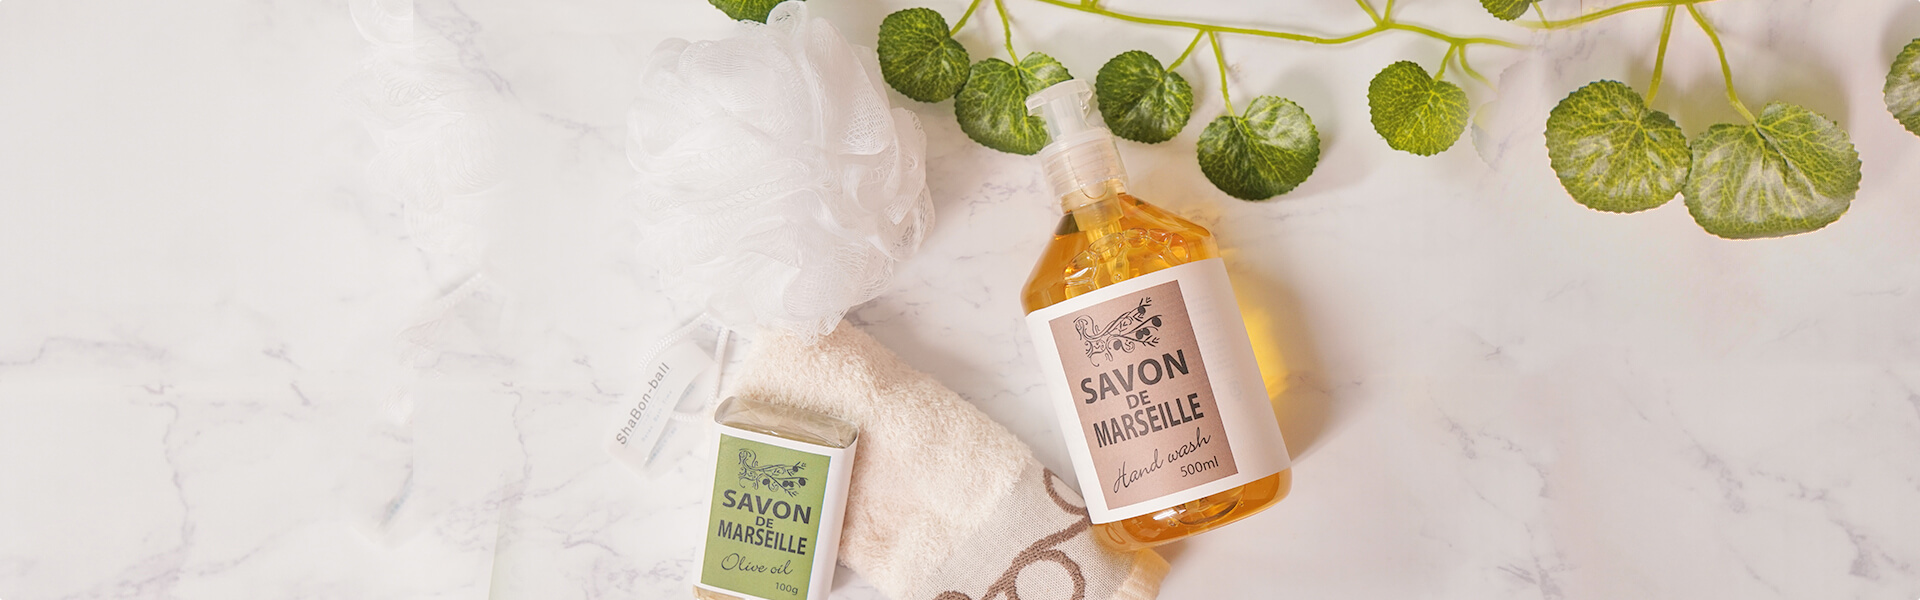 ShaBon-ball
SAVON
DE
MARSEILLE
Olive oil
100g
SAVON
DE
MARSEILLE
Hand wash
500ml